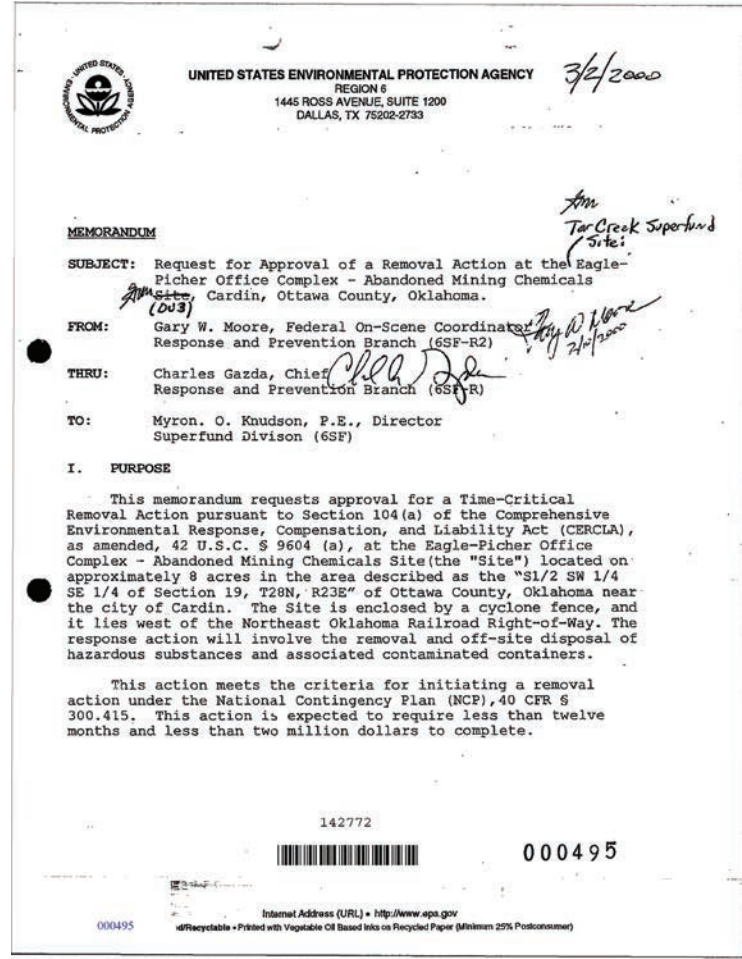 UNITED STATES ENVIRONMENTAL PROTECTION AGENCY
REGION 6
1445 ROSS AVENUE, SUITE 1200
DALLAS, TX 75202-2733
3/2/2000
UNITED STATES
ENVIRONMENTAL PROTECTION AGENCY
Tar Creek Superfund
Site:
MEMORANDUM
SUBJECT: Request for Approval of a Removal Action at the Eagle-
Picher Office Complex - Abandoned Mining Chemicals
Site, Cardin, Ottawa County, Oklahoma.
(OU3)
FROM: Gary W. Moore, Federal On-Scene Coordinator
Response and Prevention Branch (6SF-R2)
THRU: Charles Gazda, Chief
Response and Prevention Branch (6SF-R)
TO: Myron. O. Knudson, P.E., Director
Superfund Divison (6SF)
I. PURPOSE
This memorandum requests approval for a Time-Critical
Removal Action pursuant to Section 104(a) of the Comprehensive
Environmental Response, Compensation, and Liability Act (CERCLA),
as amended, 42 U.S.C. § 9604 (a), at the Eagle-Picher Office
Complex - Abandoned Mining Chemicals Site(the "Site") located on
approximately 8 acres in the area described as the "S1/2 SW 1/4
SE 1/4 of Section 19, T28N, R23E" of Ottawa County, Oklahoma near
the city of Cardin. The Site is enclosed by a cyclone fence, and
it lies west of the Northeast Oklahoma Railroad Right-of-Way. The
response action will involve the removal and off-site disposal of
hazardous substances and associated contaminated containers.
This action meets the criteria for initiating a removal
action under the National Contingency Plan (NCP),40 CFR §
300.415. This action is expected to require less than twelve
months and less than two million dollars to complete.
142772
000495
Internet Address (URL) • http://www.epa.gov
d/Recyclable • Printed with Vegetable Oil Based Inks on Recycled Paper (Minimum 25% Postconsumer)
000495